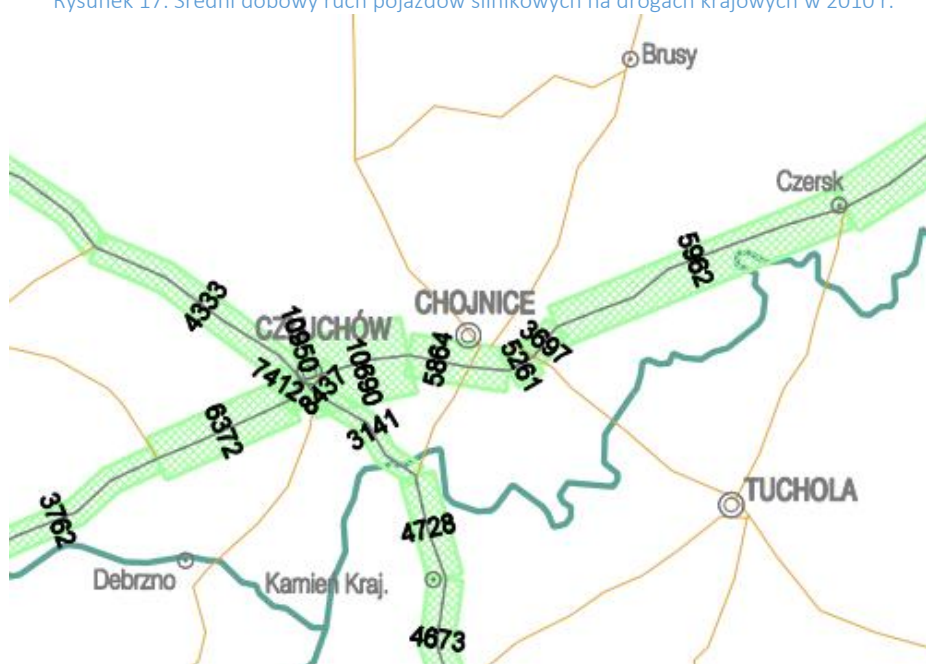 Rysunek 17. Średni dobowy ruch pojazdów silnikowych na drogach krajowych w 2010 r.
Brusy
Czersk
5962
CHOJNICE
4333
10950
CZŁUCHÓW
10690
5864
3697
5261
7412
8437
3141
6372
TUCHOLA
3762
4728
Debrzno
Kamień Kraj.
4673